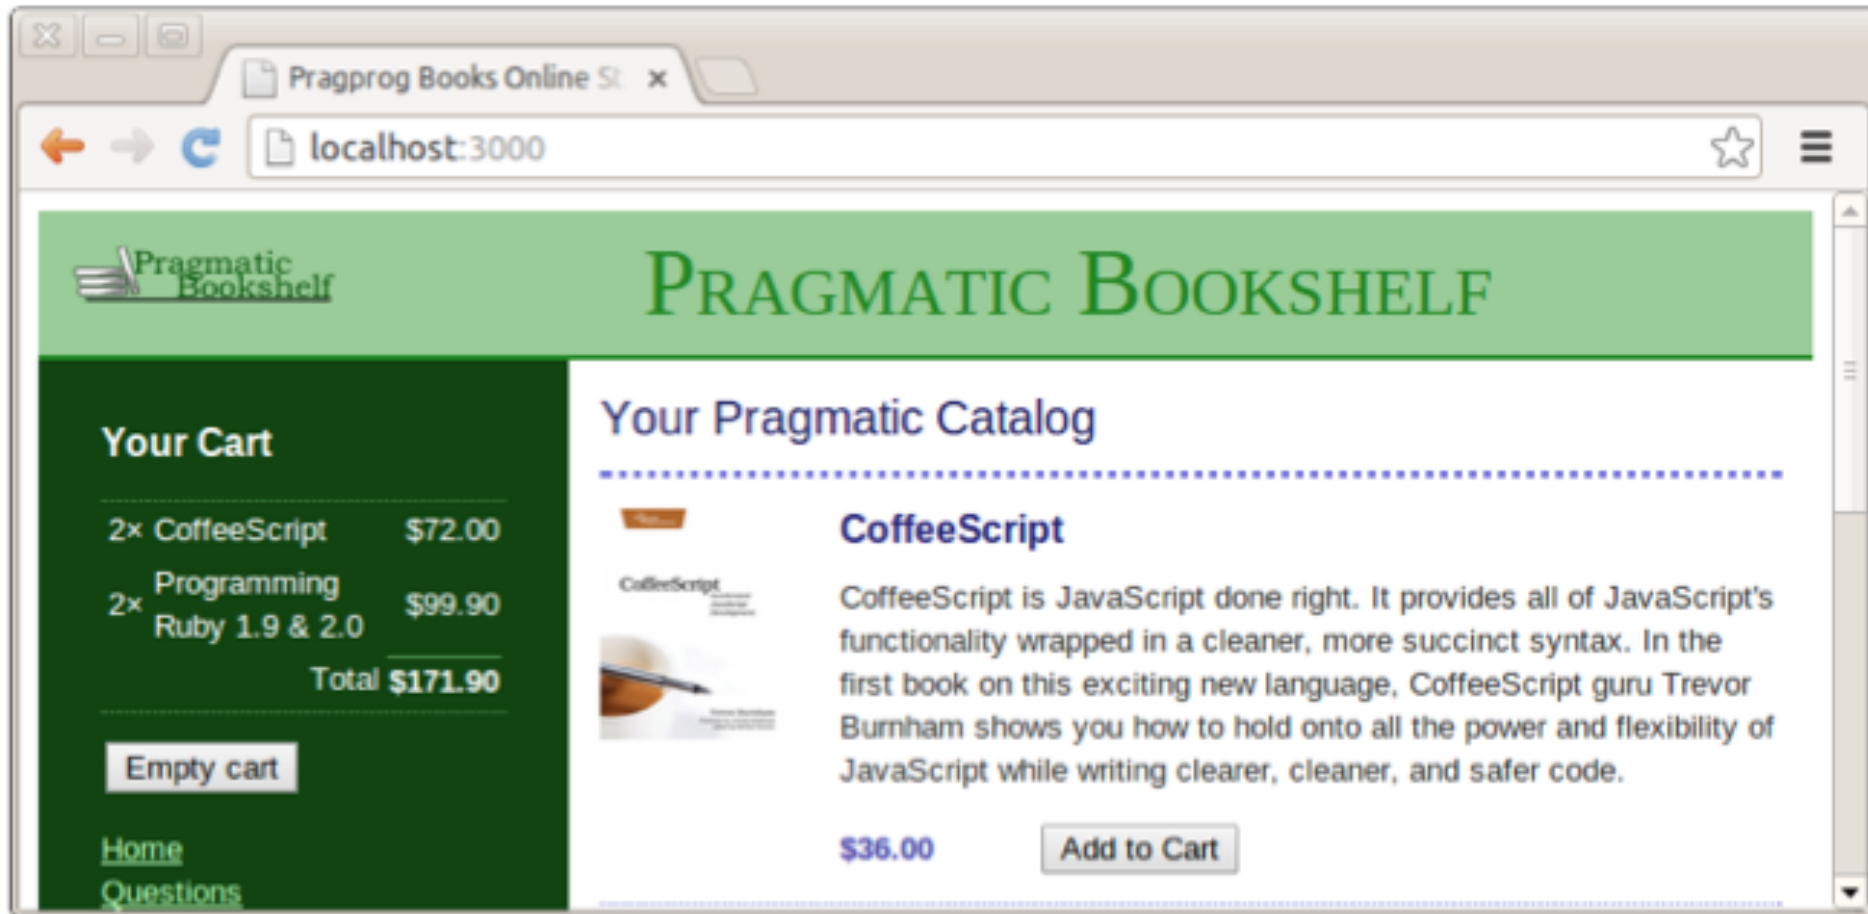 Pragprog Books Online St
localhost:3000
Pragmatic
Bookshelf
PRAGMATIC BOOKSHELF
Your Cart
2× CoffeeScript $72.00
2× Programming Ruby 1.9 & 2.0 $99.90
Total $171.90
Empty cart
Home
Questions
Your Pragmatic Catalog
CoffeeScript
CoffeeScript
CoffeeScript is JavaScript done right. It provides all of JavaScript's
functionality wrapped in a cleaner, more succinct syntax. In the
first book on this exciting new language, CoffeeScript guru Trevor
Burnham shows you how to hold onto all the power and flexibility of
JavaScript while writing clearer, cleaner, and safer code.
$36.00 Add to Cart